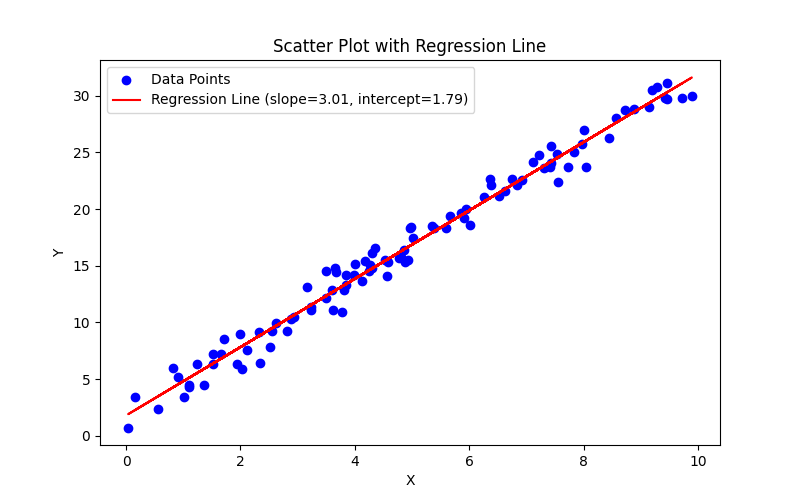 Scatter Plot with Regression Line
Data Points
Regression Line (slope=3.01, intercept=1.79)
30
25
20
15
10
5
0
Y
0 2 4 6 8 10
X